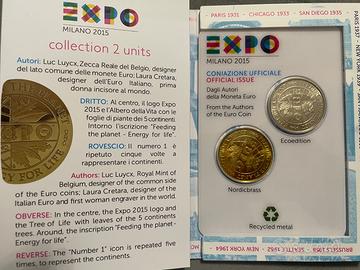 EXPO
MILANO 2015
collection 2 units
Autori: Luc Luycx, Zecca Reale del Belgio, designer
del lato comune delle monete Euro; Laura Cretara,
designer dell'Euro Italiano, prima
donna incisore al mondo.
DRITTO: Al centro, il logo Expo
2015 e l'Albero della Vita con le
foglie di piante dei 5 continenti.
Intorno l'iscrizione "Feeding the
planet - Energy for life".
ROVESCIO: Il numero 1 è
ripetuto cinque volte a
rappresentare i continenti.
Authors: Luc Luycx, Royal Mint of
Belgium, designer of the common side
of the Euro coins; Laura Cretara, designer of the
Italian Euro and first woman engraver in the world.
OBVERSE: In the centre, the Expo 2015 logo and
the Tree of Life with leaves of the 5 continents
trees. Around, the inscription "Feeding the planet -
Energy for life".
REVERSE: The "Number 1" icon is repeated five
times, to represent the continents.
PARIS 1931 - CHICAGO 1933 - SAN DIEGO 1935
EXPO
MILANO 2015
CONIAZIONE UFFICIALE
OFFICIAL ISSUE
Dagli Autori
della Moneta Euro
From the Authors
of the Euro Coin
Ecoedition
Nordicbrass
Recycled metal